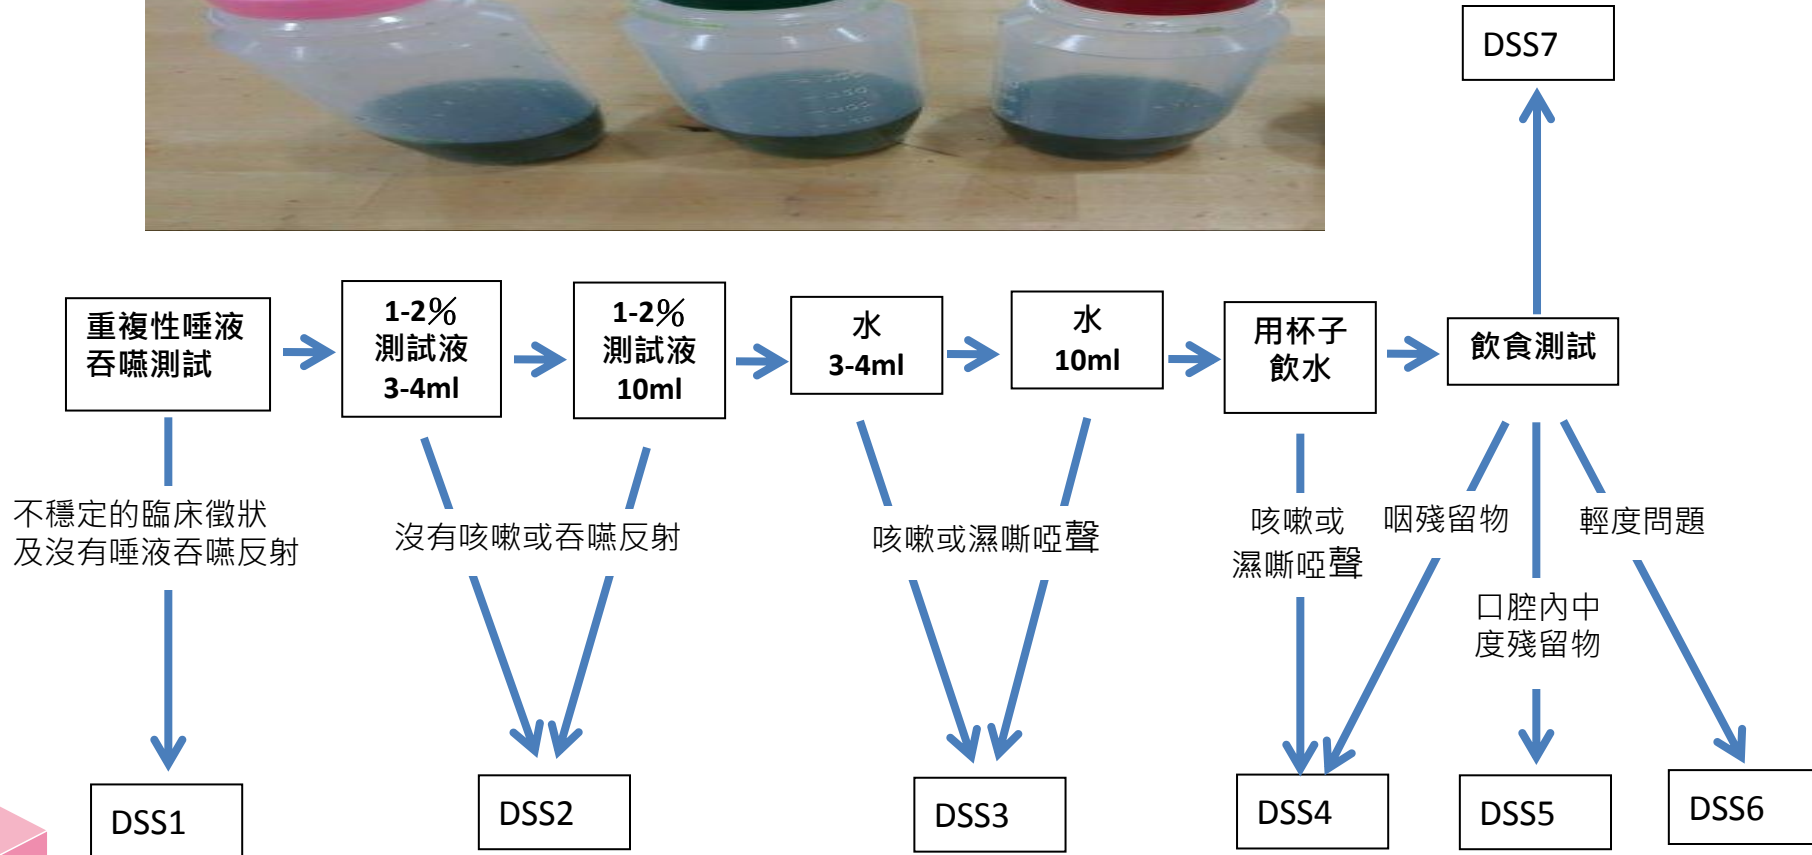 DSS7
重複性唾液
吞嚥測試
1-2%
測試液
3-4ml
1-2%
測試液
10ml
水
3-4ml
水
10ml
用杯子
飲水
飲食測試
不穩定的臨床徵狀
及沒有唾液吞嚥反射
沒有咳嗽或吞嚥反射
咳嗽或濕嘶啞聲
咳嗽或
濕嘶啞聲
咽殘留物
輕度問題
口腔內中
度殘留物
DSS1
DSS2
DSS3
DSS4
DSS5
DSS6